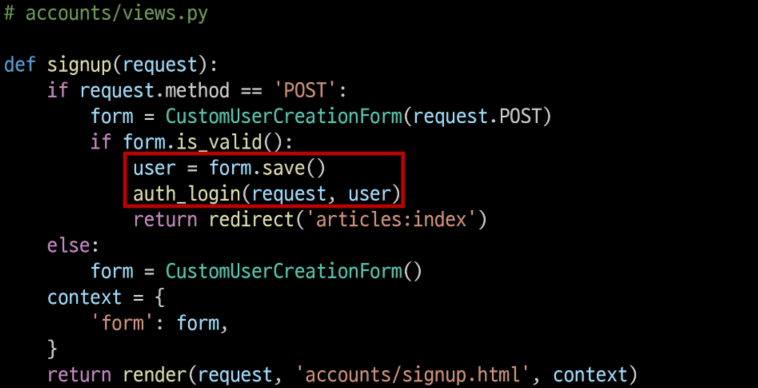 # accounts/views.py
def signup(request):
    if request.method == 'POST':
        form = CustomUserCreationForm(request.POST)
        if form.is_valid():
            user = form.save()
            auth_login(request, user)
            return redirect('articles:index')
    else:
        form = CustomUserCreationForm()
    context = {
        'form': form,
    }
    return render(request, 'accounts/signup.html', context)